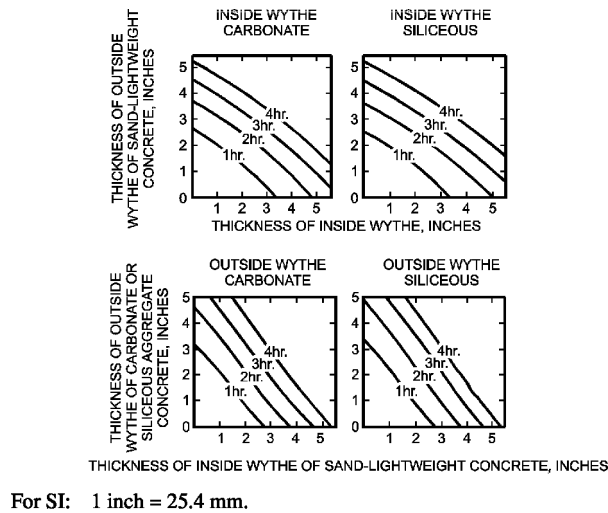 INSIDE WYTHE
CARBONATE
INSIDE WYTHE
SILICEOUS
THICKNESS OF OUTSIDE
WYTHE OF SAND-LIGHTWEIGHT
CONCRETE, INCHES
5
4
3
2
1
0
4hr.
3hr.
2hr.
1hr.
1 2 3 4 5
5
4
3
2
1
0
4hr.
3hr.
2hr.
1hr.
1 2 3 4 5
THICKNESS OF INSIDE WYTHE, INCHES
OUTSIDE WYTHE
CARBONATE
OUTSIDE WYTHE
SILICEOUS
THICKNESS OF OUTSIDE
WYTHE OF CARBONATE OR
SILICEOUS AGGREGATE
CONCRETE, INCHES
5
4
3
2
1
0
4hr.
3hr.
2hr.
1hr.
1 2 3 4 5
5
4
3
2
1
0
4hr.
3hr.
2hr.
1hr.
1 2 3 4 5
THICKNESS OF INSIDE WYTHE OF SAND-LIGHTWEIGHT CONCRETE, INCHES
For SI: 1 inch = 25.4 mm.